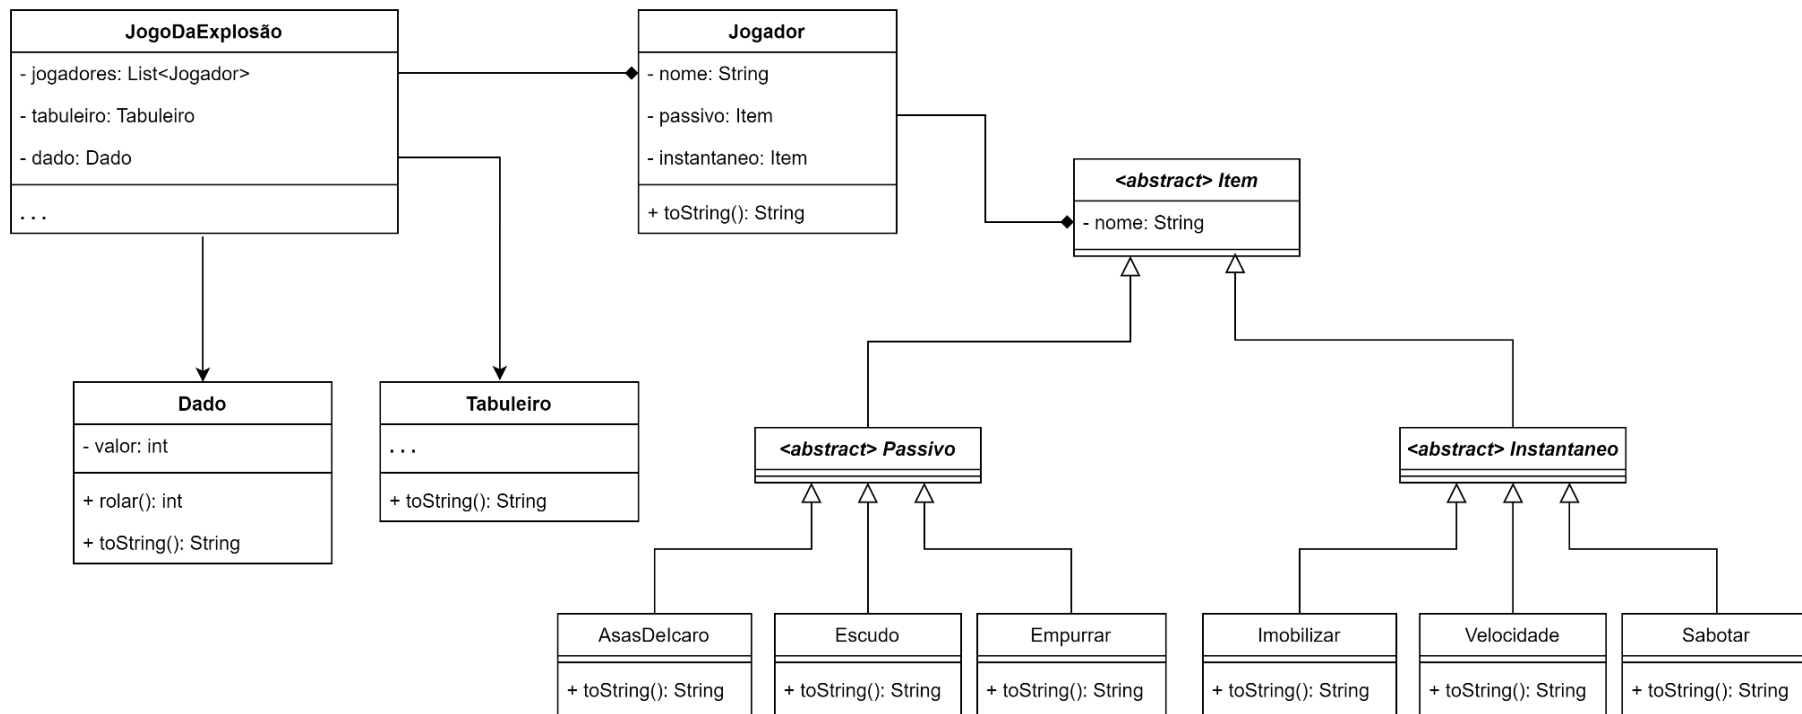 JogoDaExplosão
- jogadores: List<Jogador>
- tabuleiro: Tabuleiro
- dado: Dado
...
Jogador
- nome: String
- passivo: Item
- instantaneo: Item
+ toString(): String
<abstract> Item
- nome: String
Dado
- valor: int
+ rolar(): int
+ toString(): String
Tabuleiro
...
+ toString(): String
<abstract> Passivo
<abstract> Instantaneo
AsasDeIcaro
+ toString(): String
Escudo
+ toString(): String
Empurrar
+ toString(): String
Imobilizar
+ toString(): String
Velocidade
+ toString(): String
Sabotar
+ toString(): String